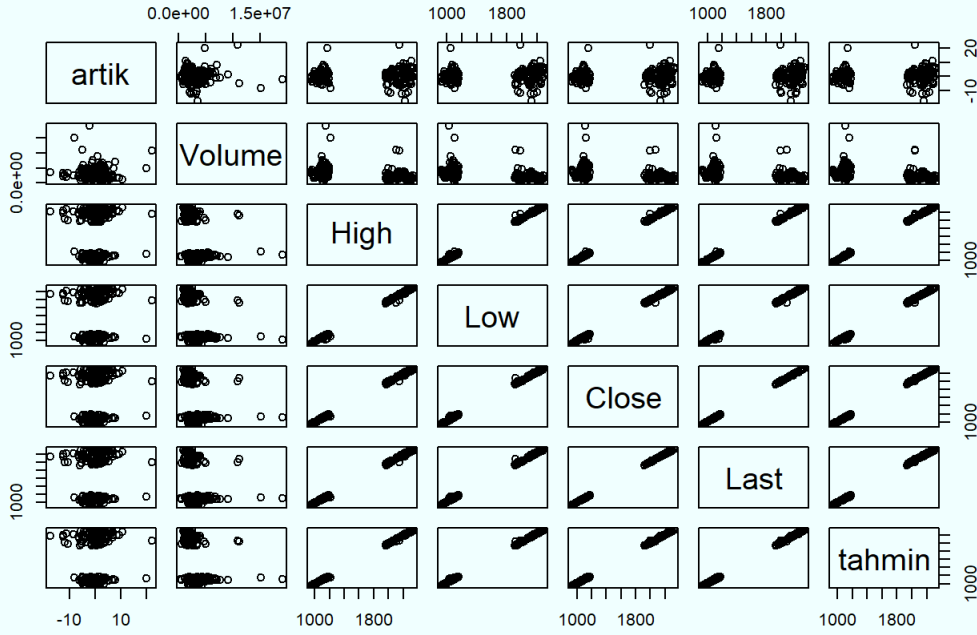 0.0e+00 1.5e+07 1000 1800 1000 1800
artik 20 -10
0.0e+00 Volume
High 1000
1000 Low
Close 1000
1000 Last
tahmin 1000
-10 10 1000 1800 1000 1800 1000 1800